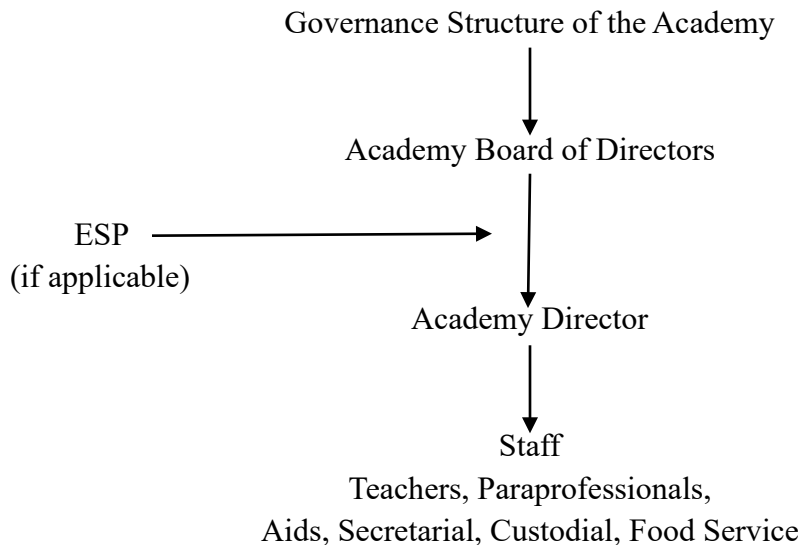 Governance Structure of the Academy
Academy Board of Directors
ESP
(if applicable)
Academy Director
Staff
Teachers, Paraprofessionals,
Aids, Secretarial, Custodial, Food Service